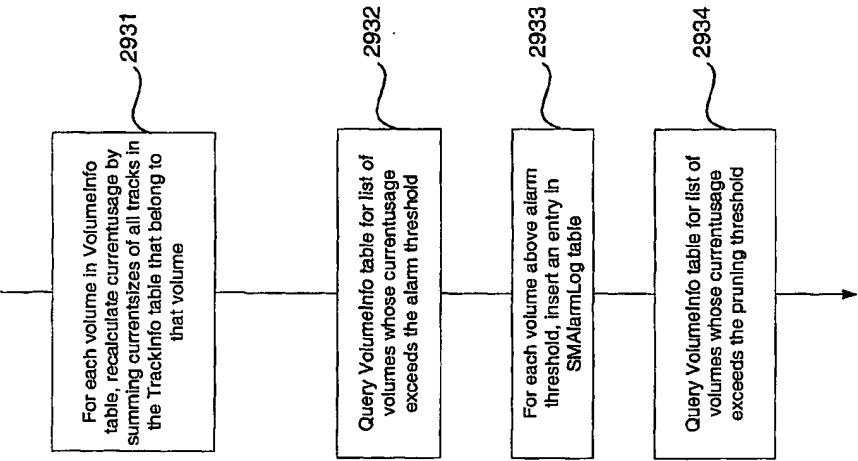 2931
For each volume in VolumeInfo
table, recalculate currentusage by
summing currentsizes of all tracks in
the TrackInfo table that belong to
that volume
2932
Query VolumeInfo table for list of
volumes whose currentusage
exceeds the alarm threshold
2933
For each volume above alarm
threshold, insert an entry in
SMAlarmLog table
2934
Query VolumeInfo table for list of
volumes whose currentusage
exceeds the pruning threshold